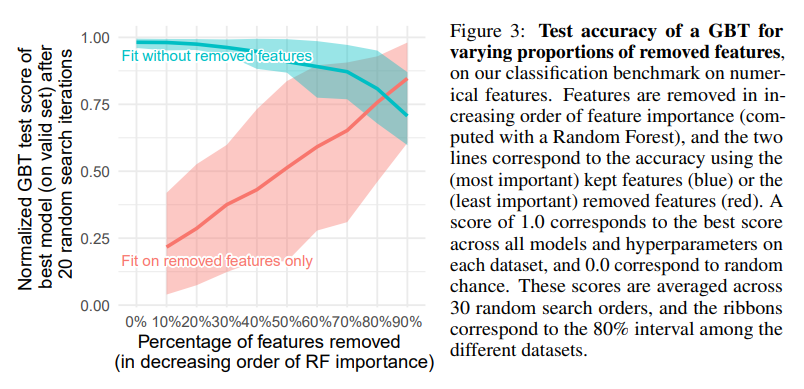 1.00
0.75
0.50
0.25
0.00
Normalized GBT test score of
best model (on valid set) after
20 random search iterations
Fit without removed features
Fit on removed features only
0% 10%20%30%40%50%60%70%80%90%
Percentage of features removed
(in decreasing order of RF importance)
Figure 3: Test accuracy of a GBT for
varying proportions of removed features,
on our classification benchmark on numer-
ical features. Features are removed in in-
creasing order of feature importance (com-
puted with a Random Forest), and the two
lines correspond to the accuracy using the
(most important) kept features (blue) or the
(least important) removed features (red). A
score of 1.0 corresponds to the best score
across all models and hyperparameters on
each dataset, and 0.0 correspond to random
chance. These scores are averaged across
30 random search orders, and the ribbons
correspond to the 80% interval among the
different datasets.